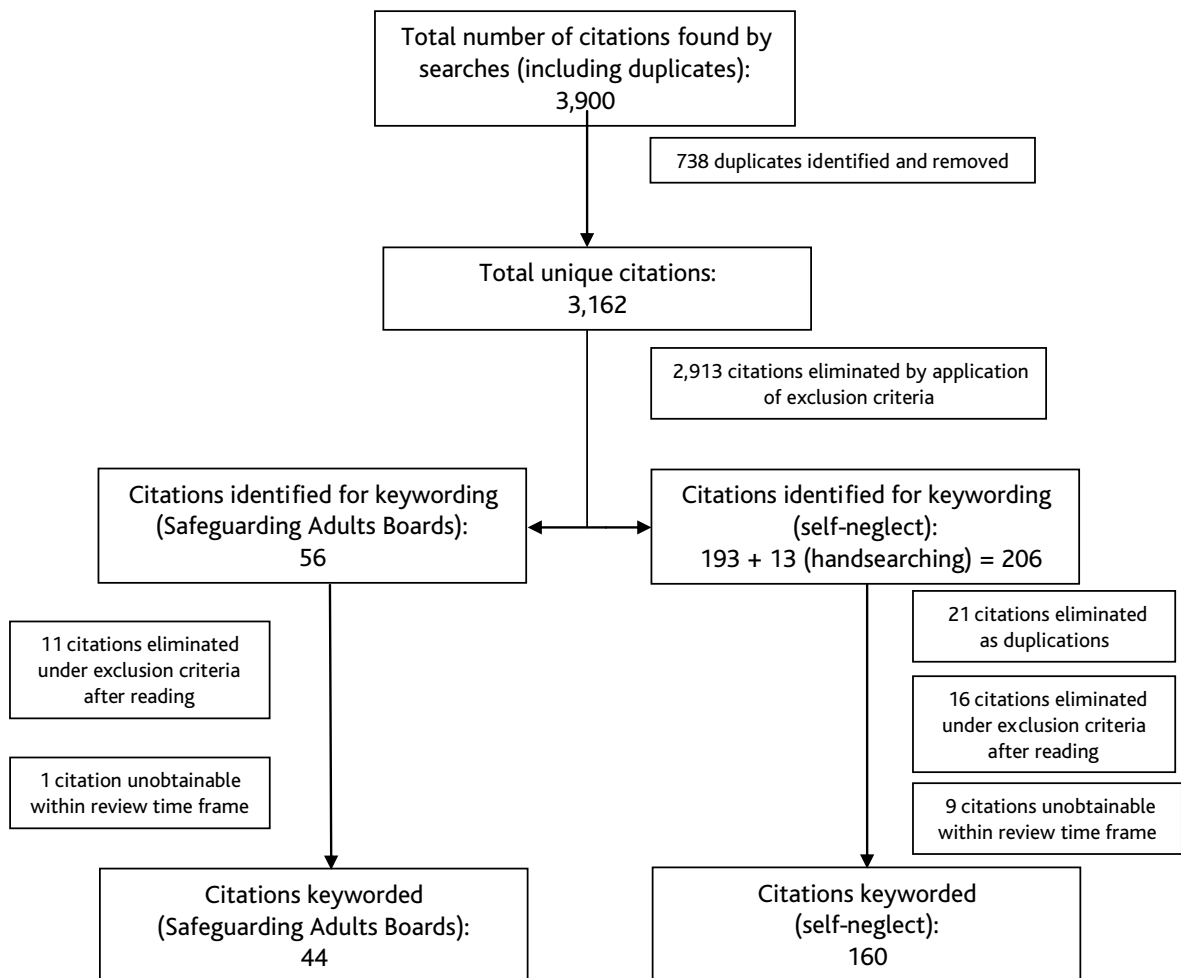 Total number of citations found by
searches (including duplicates):
3,900
738 duplicates identified and removed
Total unique citations:
3,162
2,913 citations eliminated by application
of exclusion criteria
Citations identified for keywording
(Safeguarding Adults Boards):
56
Citations identified for keywording
(self-neglect):
193 + 13 (handsearching) = 206
11 citations eliminated
under exclusion criteria
after reading
1 citation unobtainable
within review time frame
21 citations eliminated
as duplications
16 citations eliminated
under exclusion criteria
after reading
9 citations unobtainable
within review time frame
Citations keyworded
(Safeguarding Adults Boards):
44
Citations keyworded
(self-neglect):
160